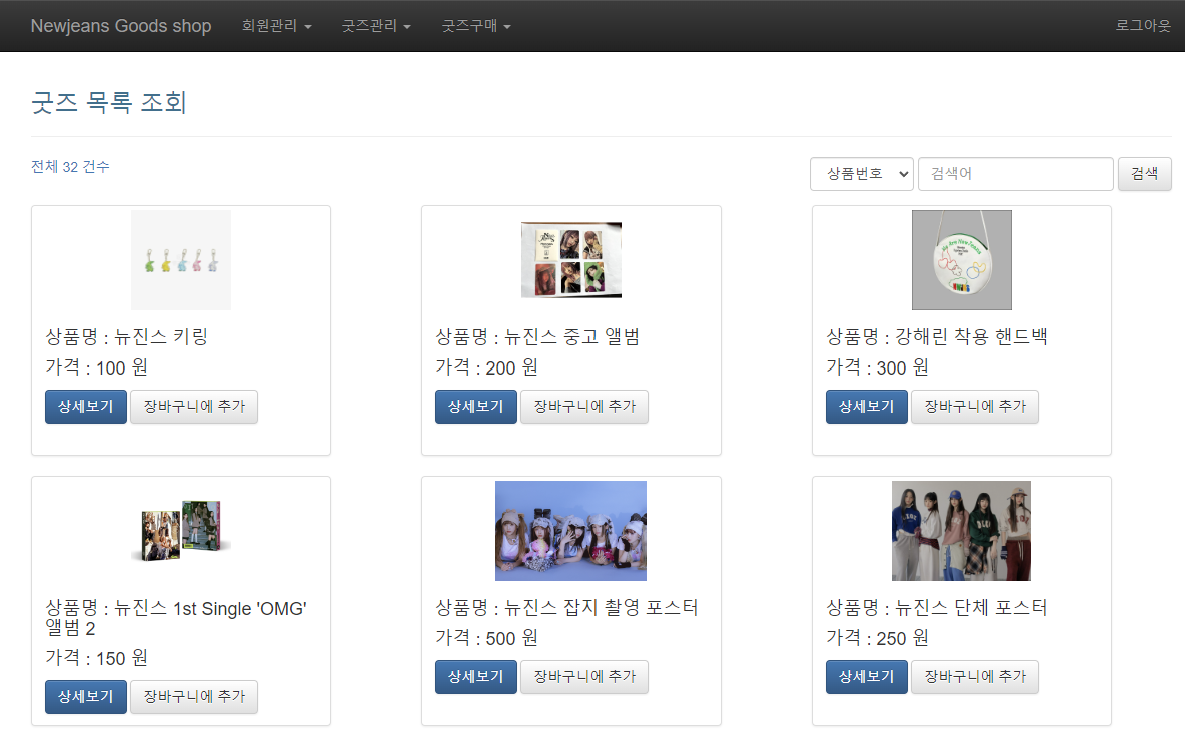 Newjeans Goods shop 회원관리 굿즈관리 굿즈구매 로그아웃
굿즈 목록 조회
전체 32 건수
상품번호 검색어 검색
상품명 : 뉴진스 키링
가격 : 100 원
상세보기 장바구니에 추가
상품명 : 뉴진스 중고 앨범
가격 : 200 원
상세보기 장바구니에 추가
상품명 : 강해린 착용 핸드백
가격 : 300 원
상세보기 장바구니에 추가
상품명 : 뉴진스 1st Single 'OMG'
앨범 2
가격 : 150 원
상세보기 장바구니에 추가
상품명 : 뉴진스 잡지 촬영 포스터
가격 : 500 원
상세보기 장바구니에 추가
상품명 : 뉴진스 단체 포스터
가격 : 250 원
상세보기 장바구니에 추가